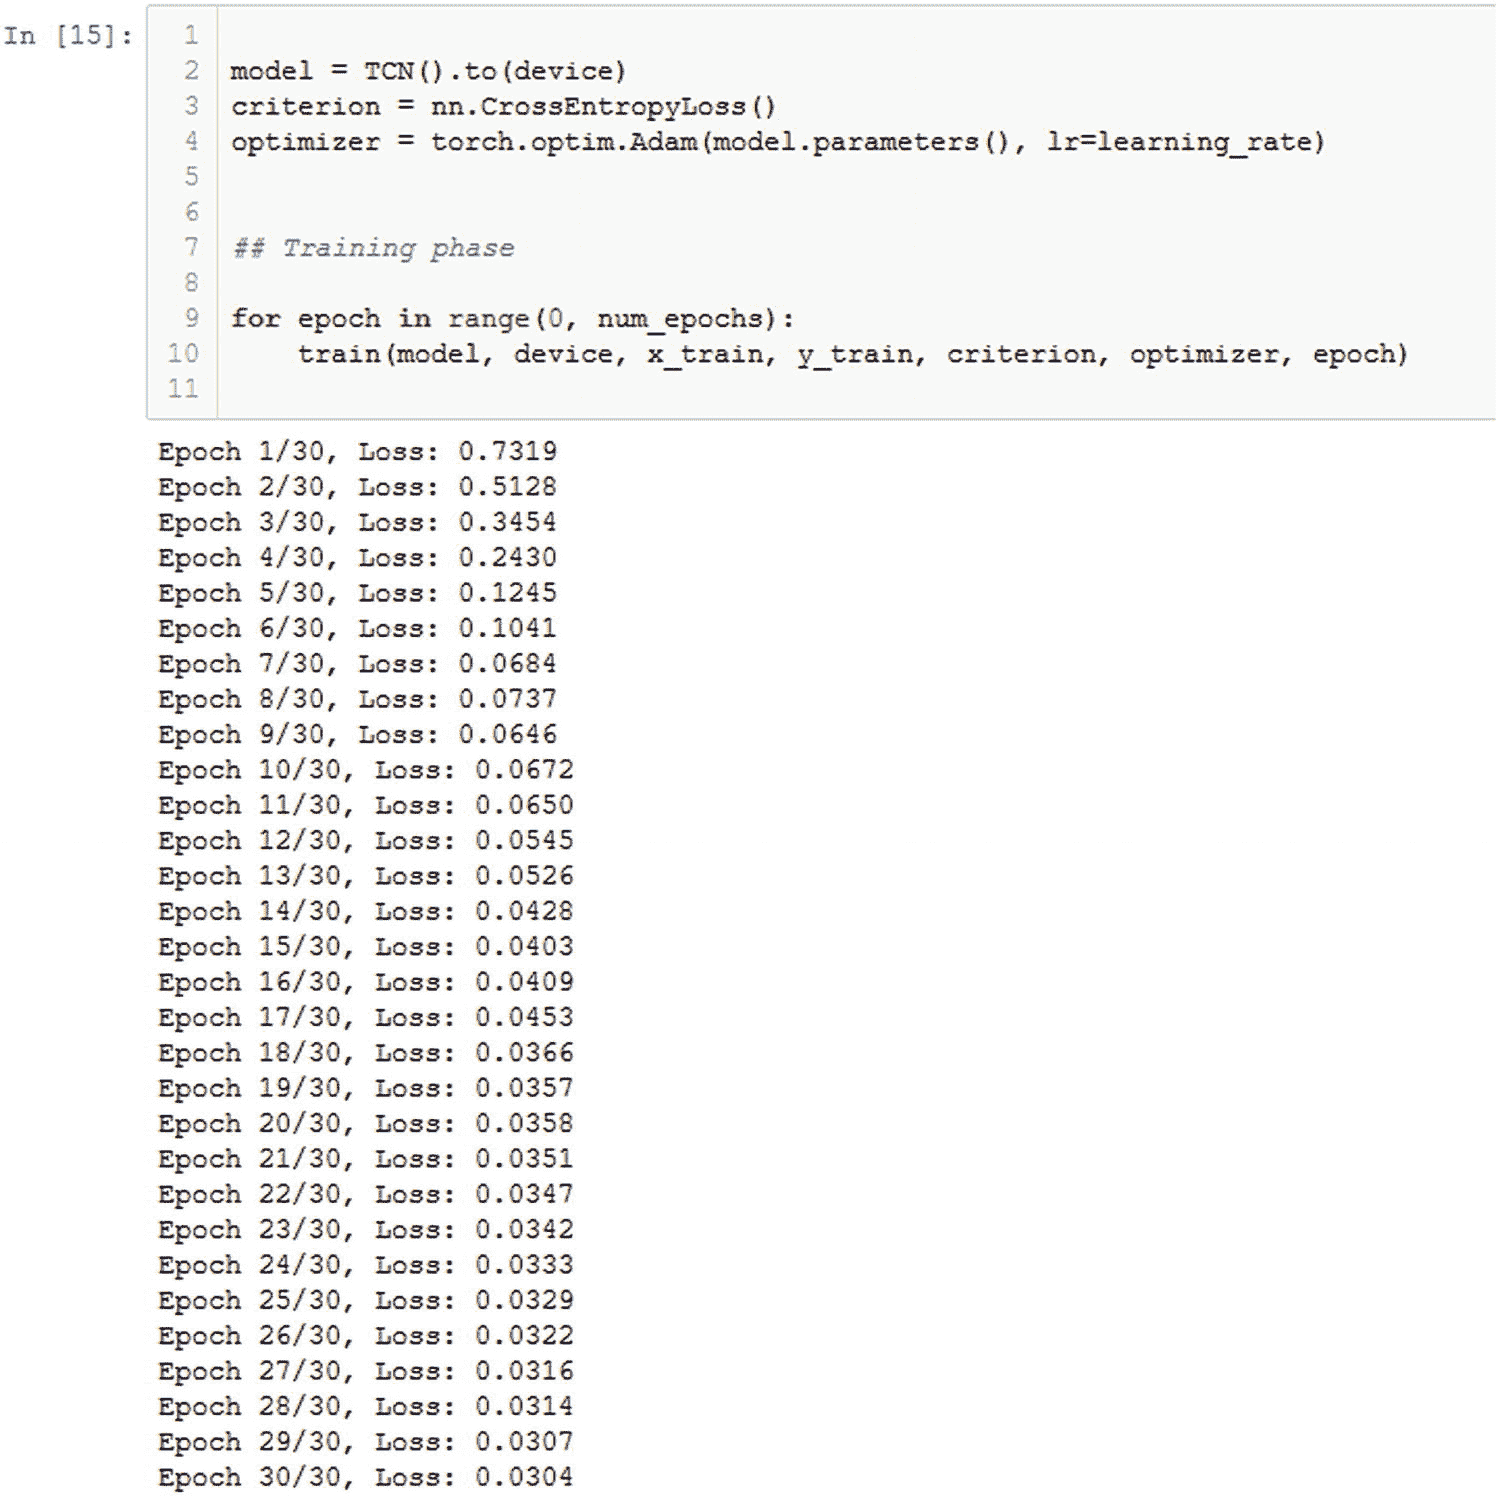 In [15]:
1
2 model = TCN().to(device)
3 criterion = nn.CrossEntropyLoss()
4 optimizer = torch.optim.Adam(model.parameters(), lr=learning_rate)
5
6
7 ## Training phase
8
9 for epoch in range(0, num_epochs):
10     train(model, device, x_train, y_train, criterion, optimizer, epoch)
11
Epoch 1/30, Loss: 0.7319
Epoch 2/30, Loss: 0.5128
Epoch 3/30, Loss: 0.3454
Epoch 4/30, Loss: 0.2430
Epoch 5/30, Loss: 0.1245
Epoch 6/30, Loss: 0.1041
Epoch 7/30, Loss: 0.0684
Epoch 8/30, Loss: 0.0737
Epoch 9/30, Loss: 0.0646
Epoch 10/30, Loss: 0.0672
Epoch 11/30, Loss: 0.0650
Epoch 12/30, Loss: 0.0545
Epoch 13/30, Loss: 0.0526
Epoch 14/30, Loss: 0.0428
Epoch 15/30, Loss: 0.0403
Epoch 16/30, Loss: 0.0409
Epoch 17/30, Loss: 0.0453
Epoch 18/30, Loss: 0.0366
Epoch 19/30, Loss: 0.0357
Epoch 20/30, Loss: 0.0358
Epoch 21/30, Loss: 0.0351
Epoch 22/30, Loss: 0.0347
Epoch 23/30, Loss: 0.0342
Epoch 24/30, Loss: 0.0333
Epoch 25/30, Loss: 0.0329
Epoch 26/30, Loss: 0.0322
Epoch 27/30, Loss: 0.0316
Epoch 28/30, Loss: 0.0314
Epoch 29/30, Loss: 0.0307
Epoch 30/30, Loss: 0.0304